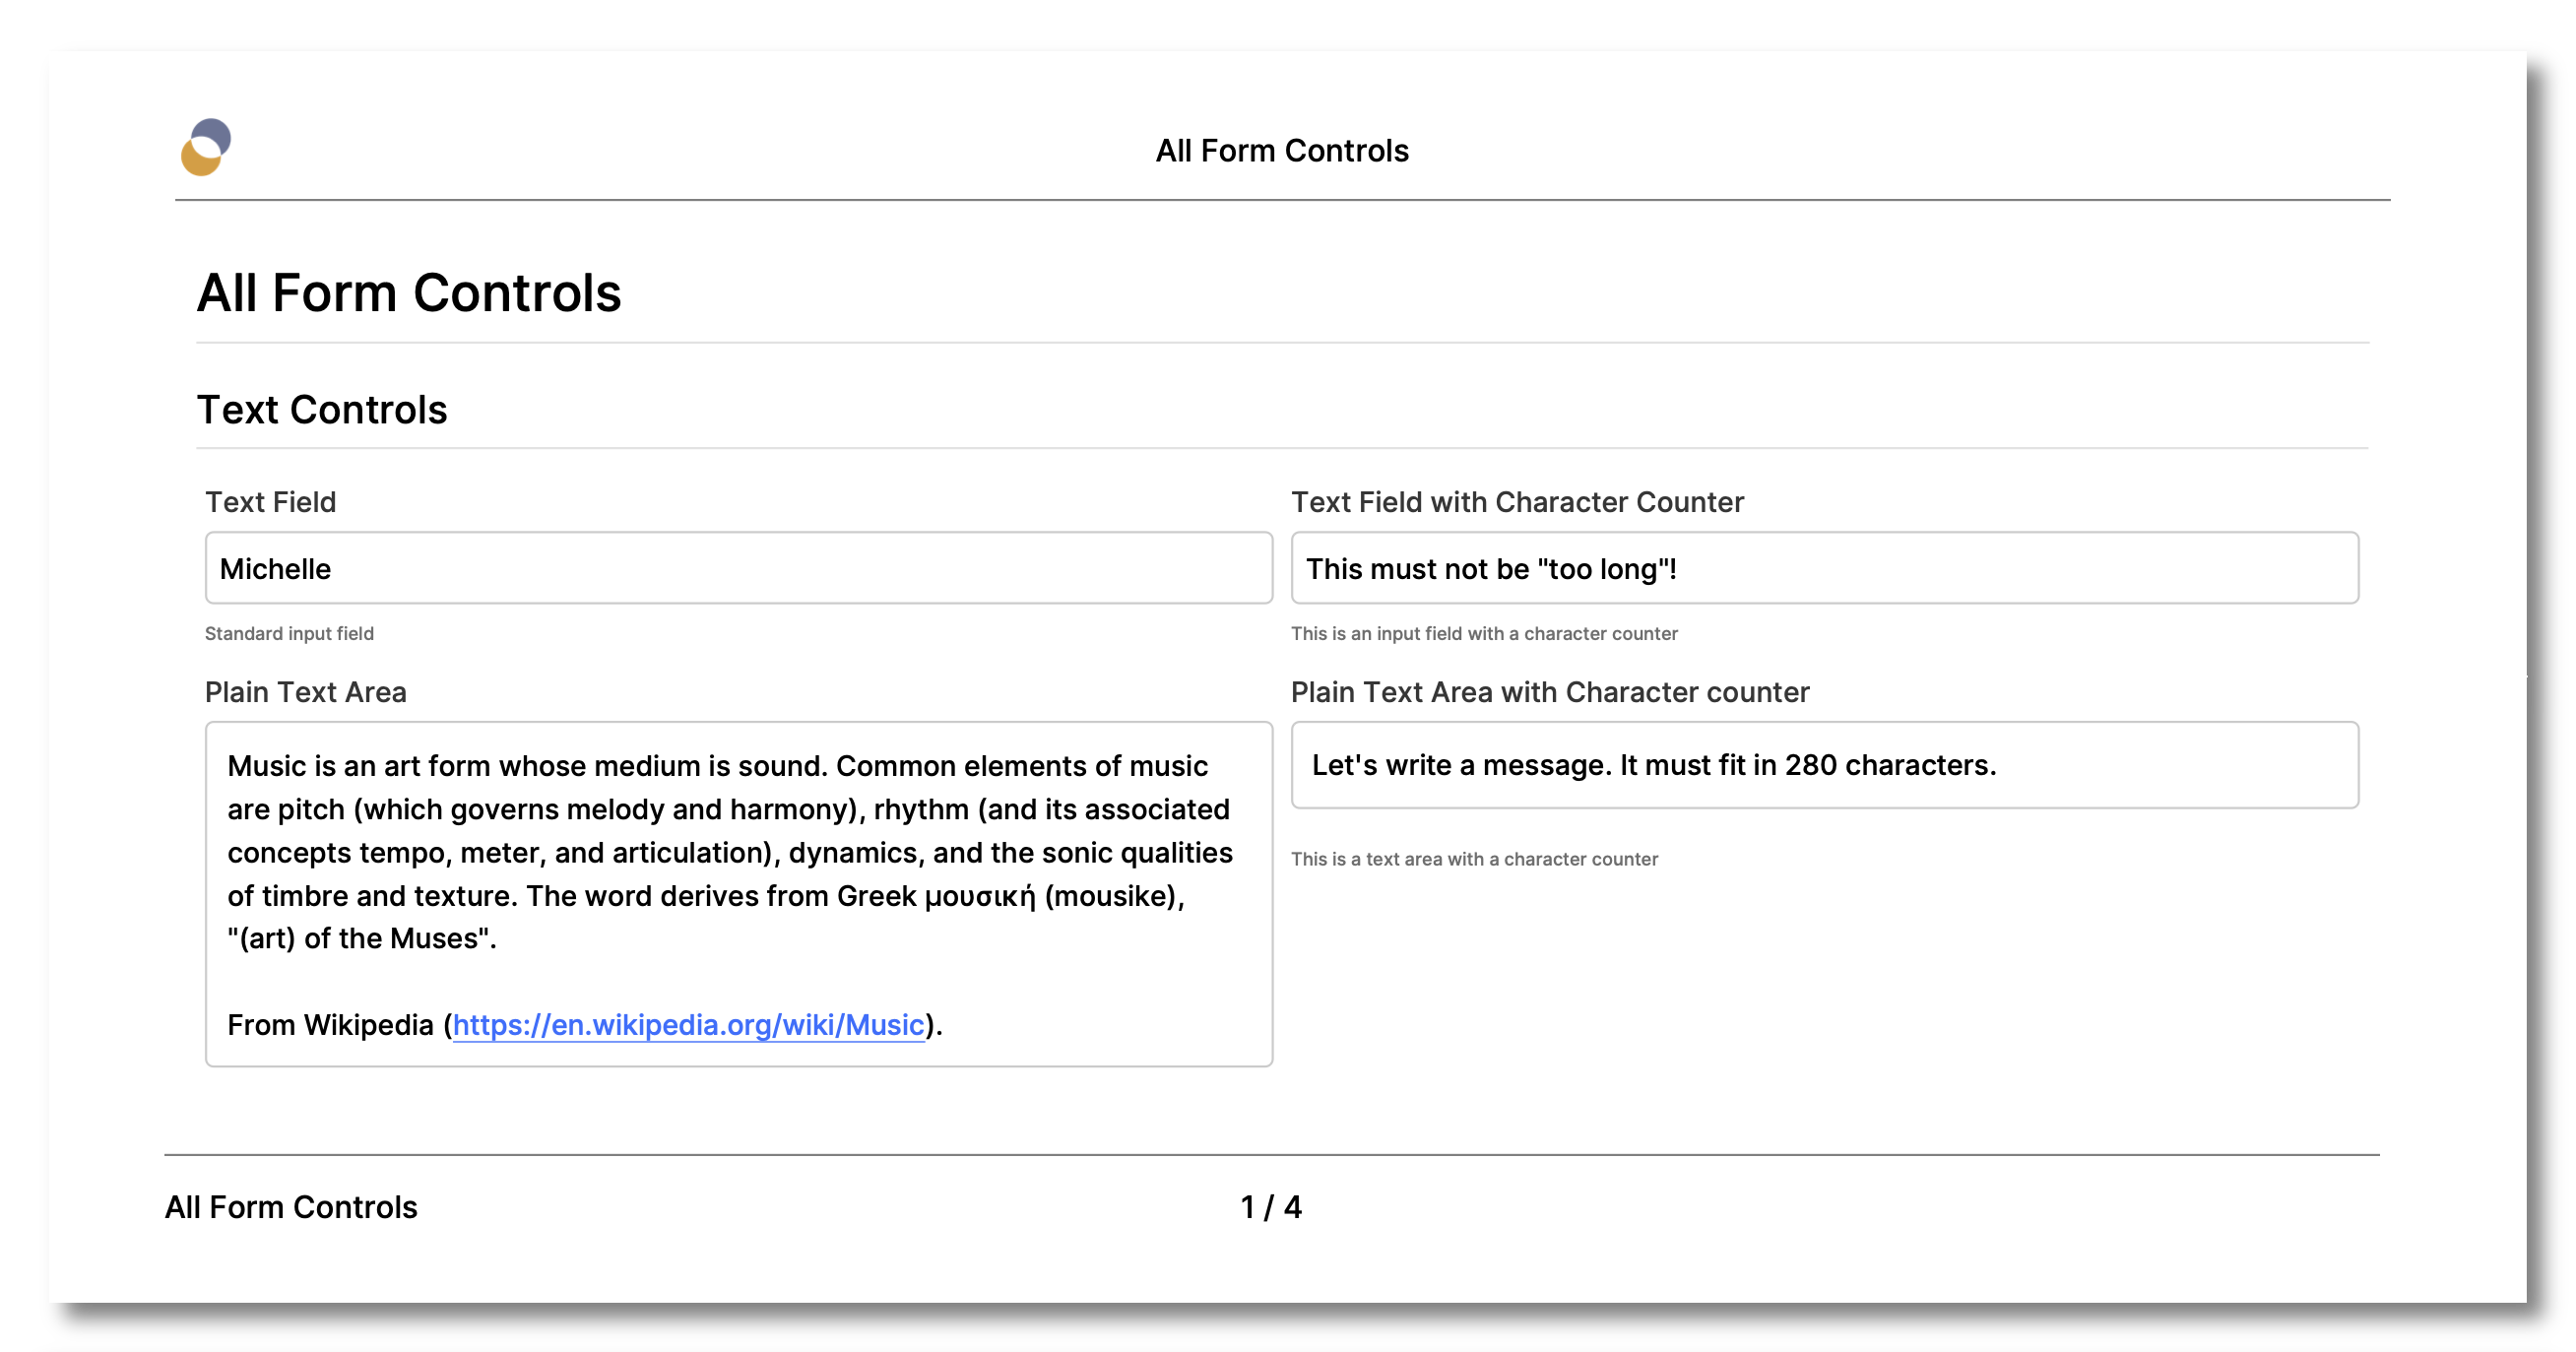 All Form Controls
All Form Controls
Text Controls
Text Field
Michelle
Standard input field
Text Field with Character Counter
This must not be "too long"!
This is an input field with a character counter
Plain Text Area
Music is an art form whose medium is sound. Common elements of music
are pitch (which governs melody and harmony), rhythm (and its associated
concepts tempo, meter, and articulation), dynamics, and the sonic qualities
of timbre and texture. The word derives from Greek μουσική (mousike),
"(art) of the Muses".
From Wikipedia (https://en.wikipedia.org/wiki/Music).
Plain Text Area with Character counter
Let's write a message. It must fit in 280 characters.
This is a text area with a character counter
All Form Controls
1 / 4